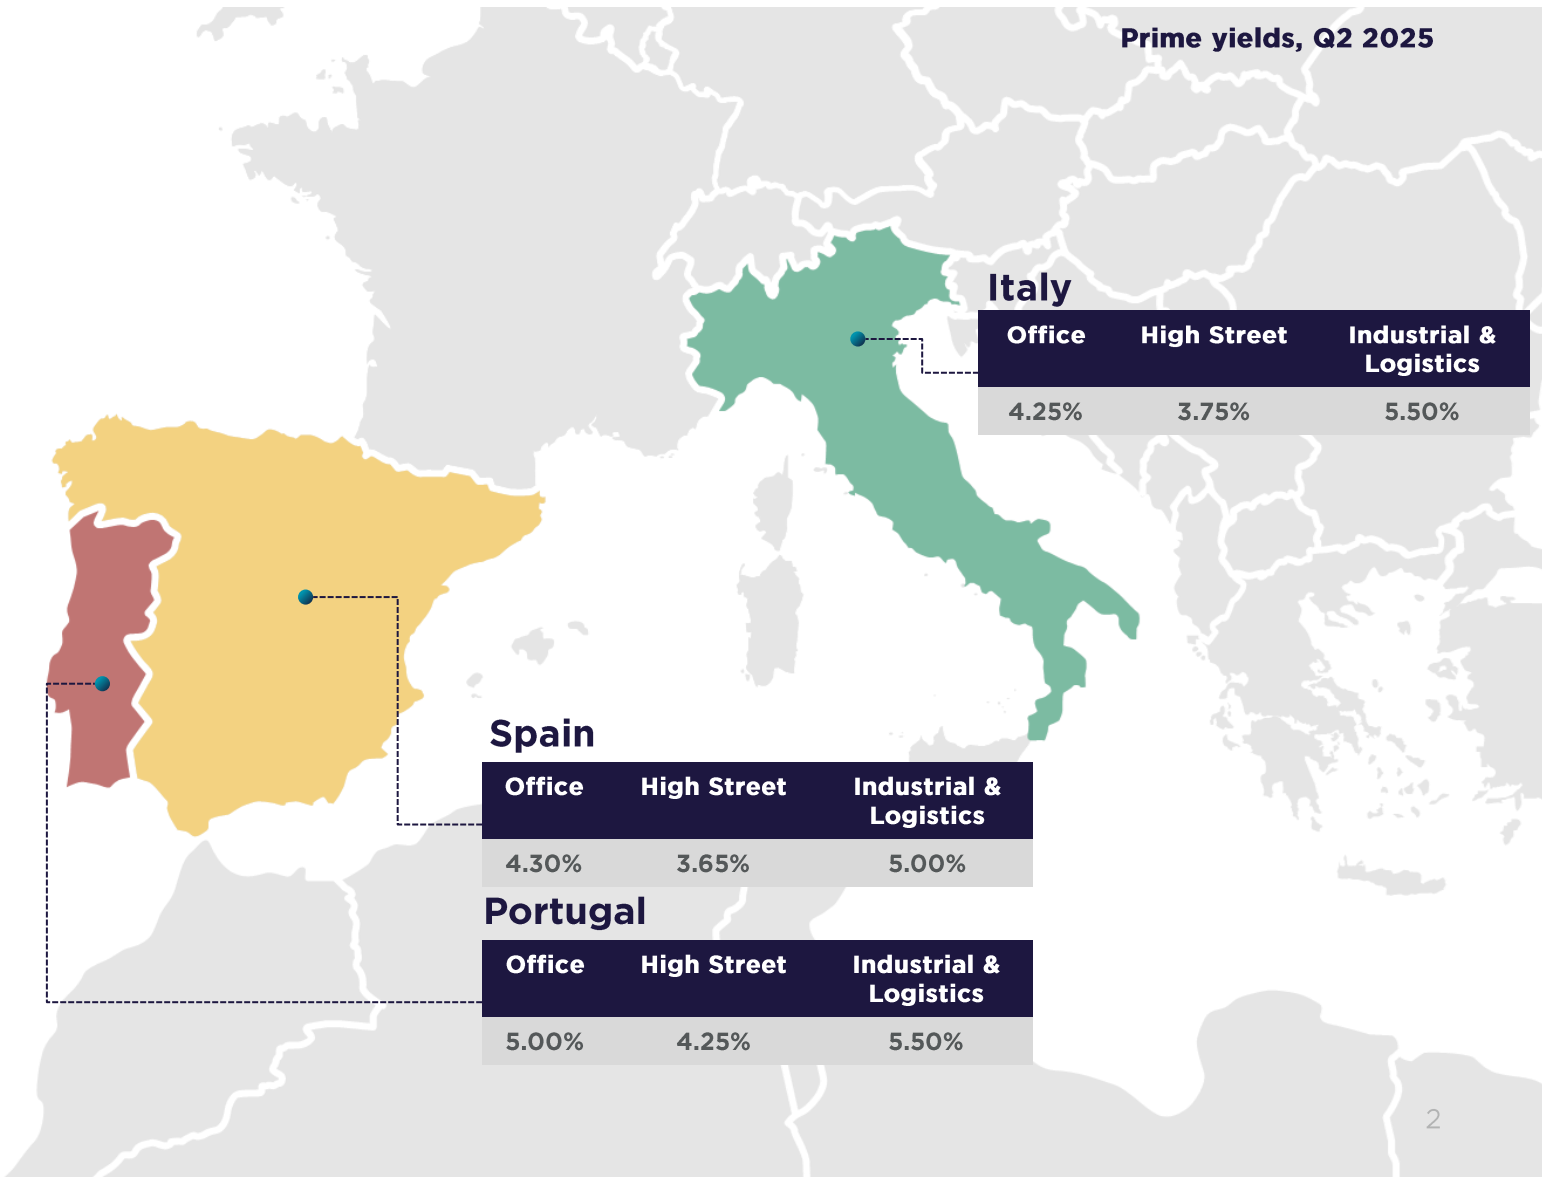 Prime yields, Q2 2025
Italy
Office High Street Industrial &
Logistics
4.25% 3.75% 5.50%
Spain
Office High Street Industrial &
Logistics
4.30% 3.65% 5.00%
Portugal
Office High Street Industrial &
Logistics
5.00% 4.25% 5.50%
2